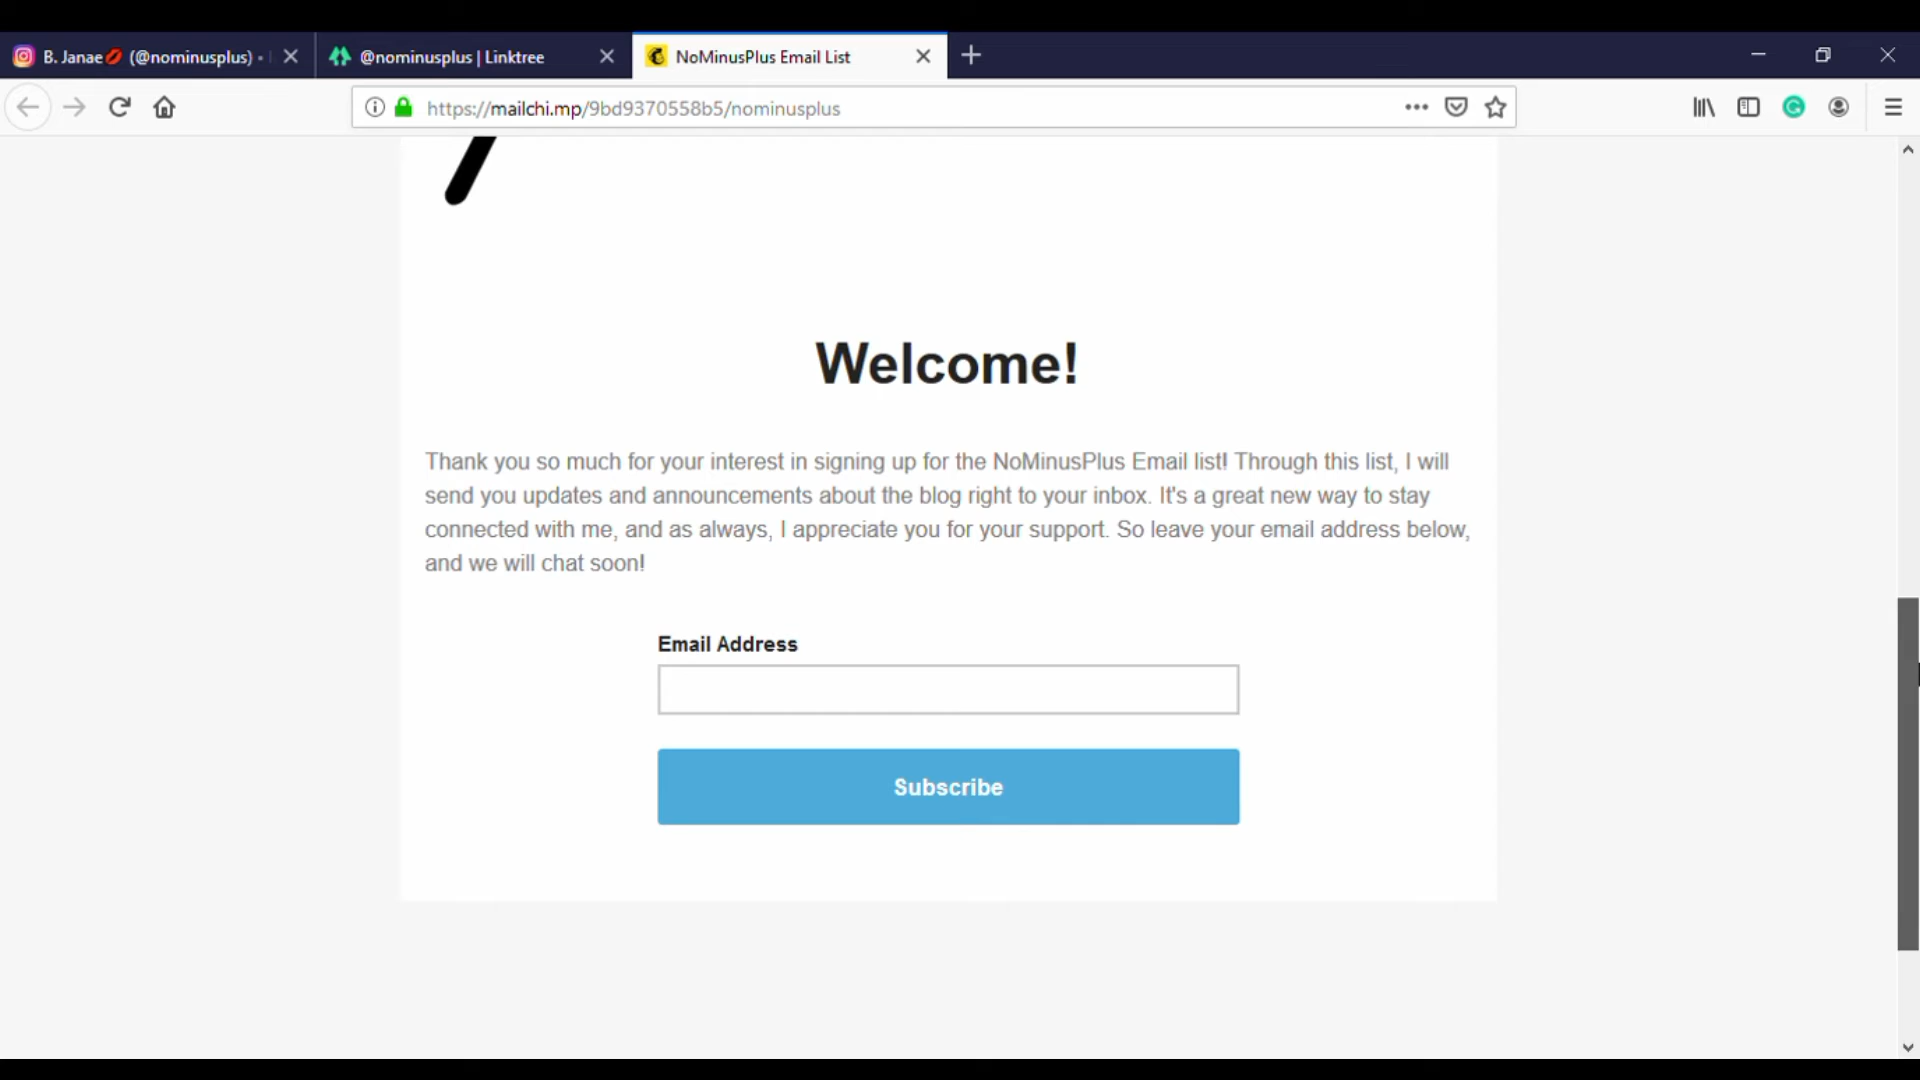 B. Janae💋 (@nominusplus) •
@nominusplus | Linktree
NoMinusPlus Email List
https://mailchi.mp/9bd9370558b5/nominusplus
Welcome!
Thank you so much for your interest in signing up for the NoMinusPlus Email list! Through this list, I will
send you updates and announcements about the blog right to your inbox. It's a great new way to stay
connected with me, and as always, I appreciate you for your support. So leave your email address below,
and we will chat soon!
Email Address
Subscribe